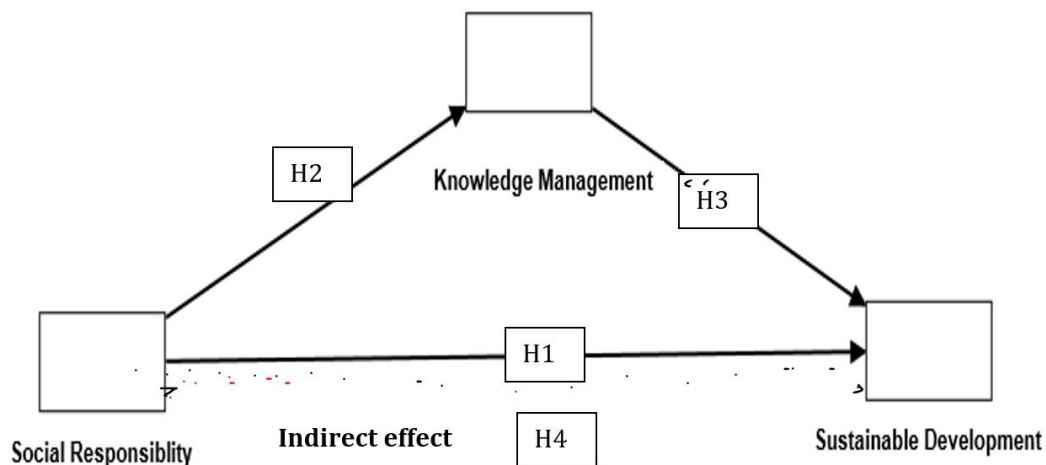 H2
Knowledge Management
H3
H1
Indirect effect
H4
Social Responsiblity
Sustainable Development